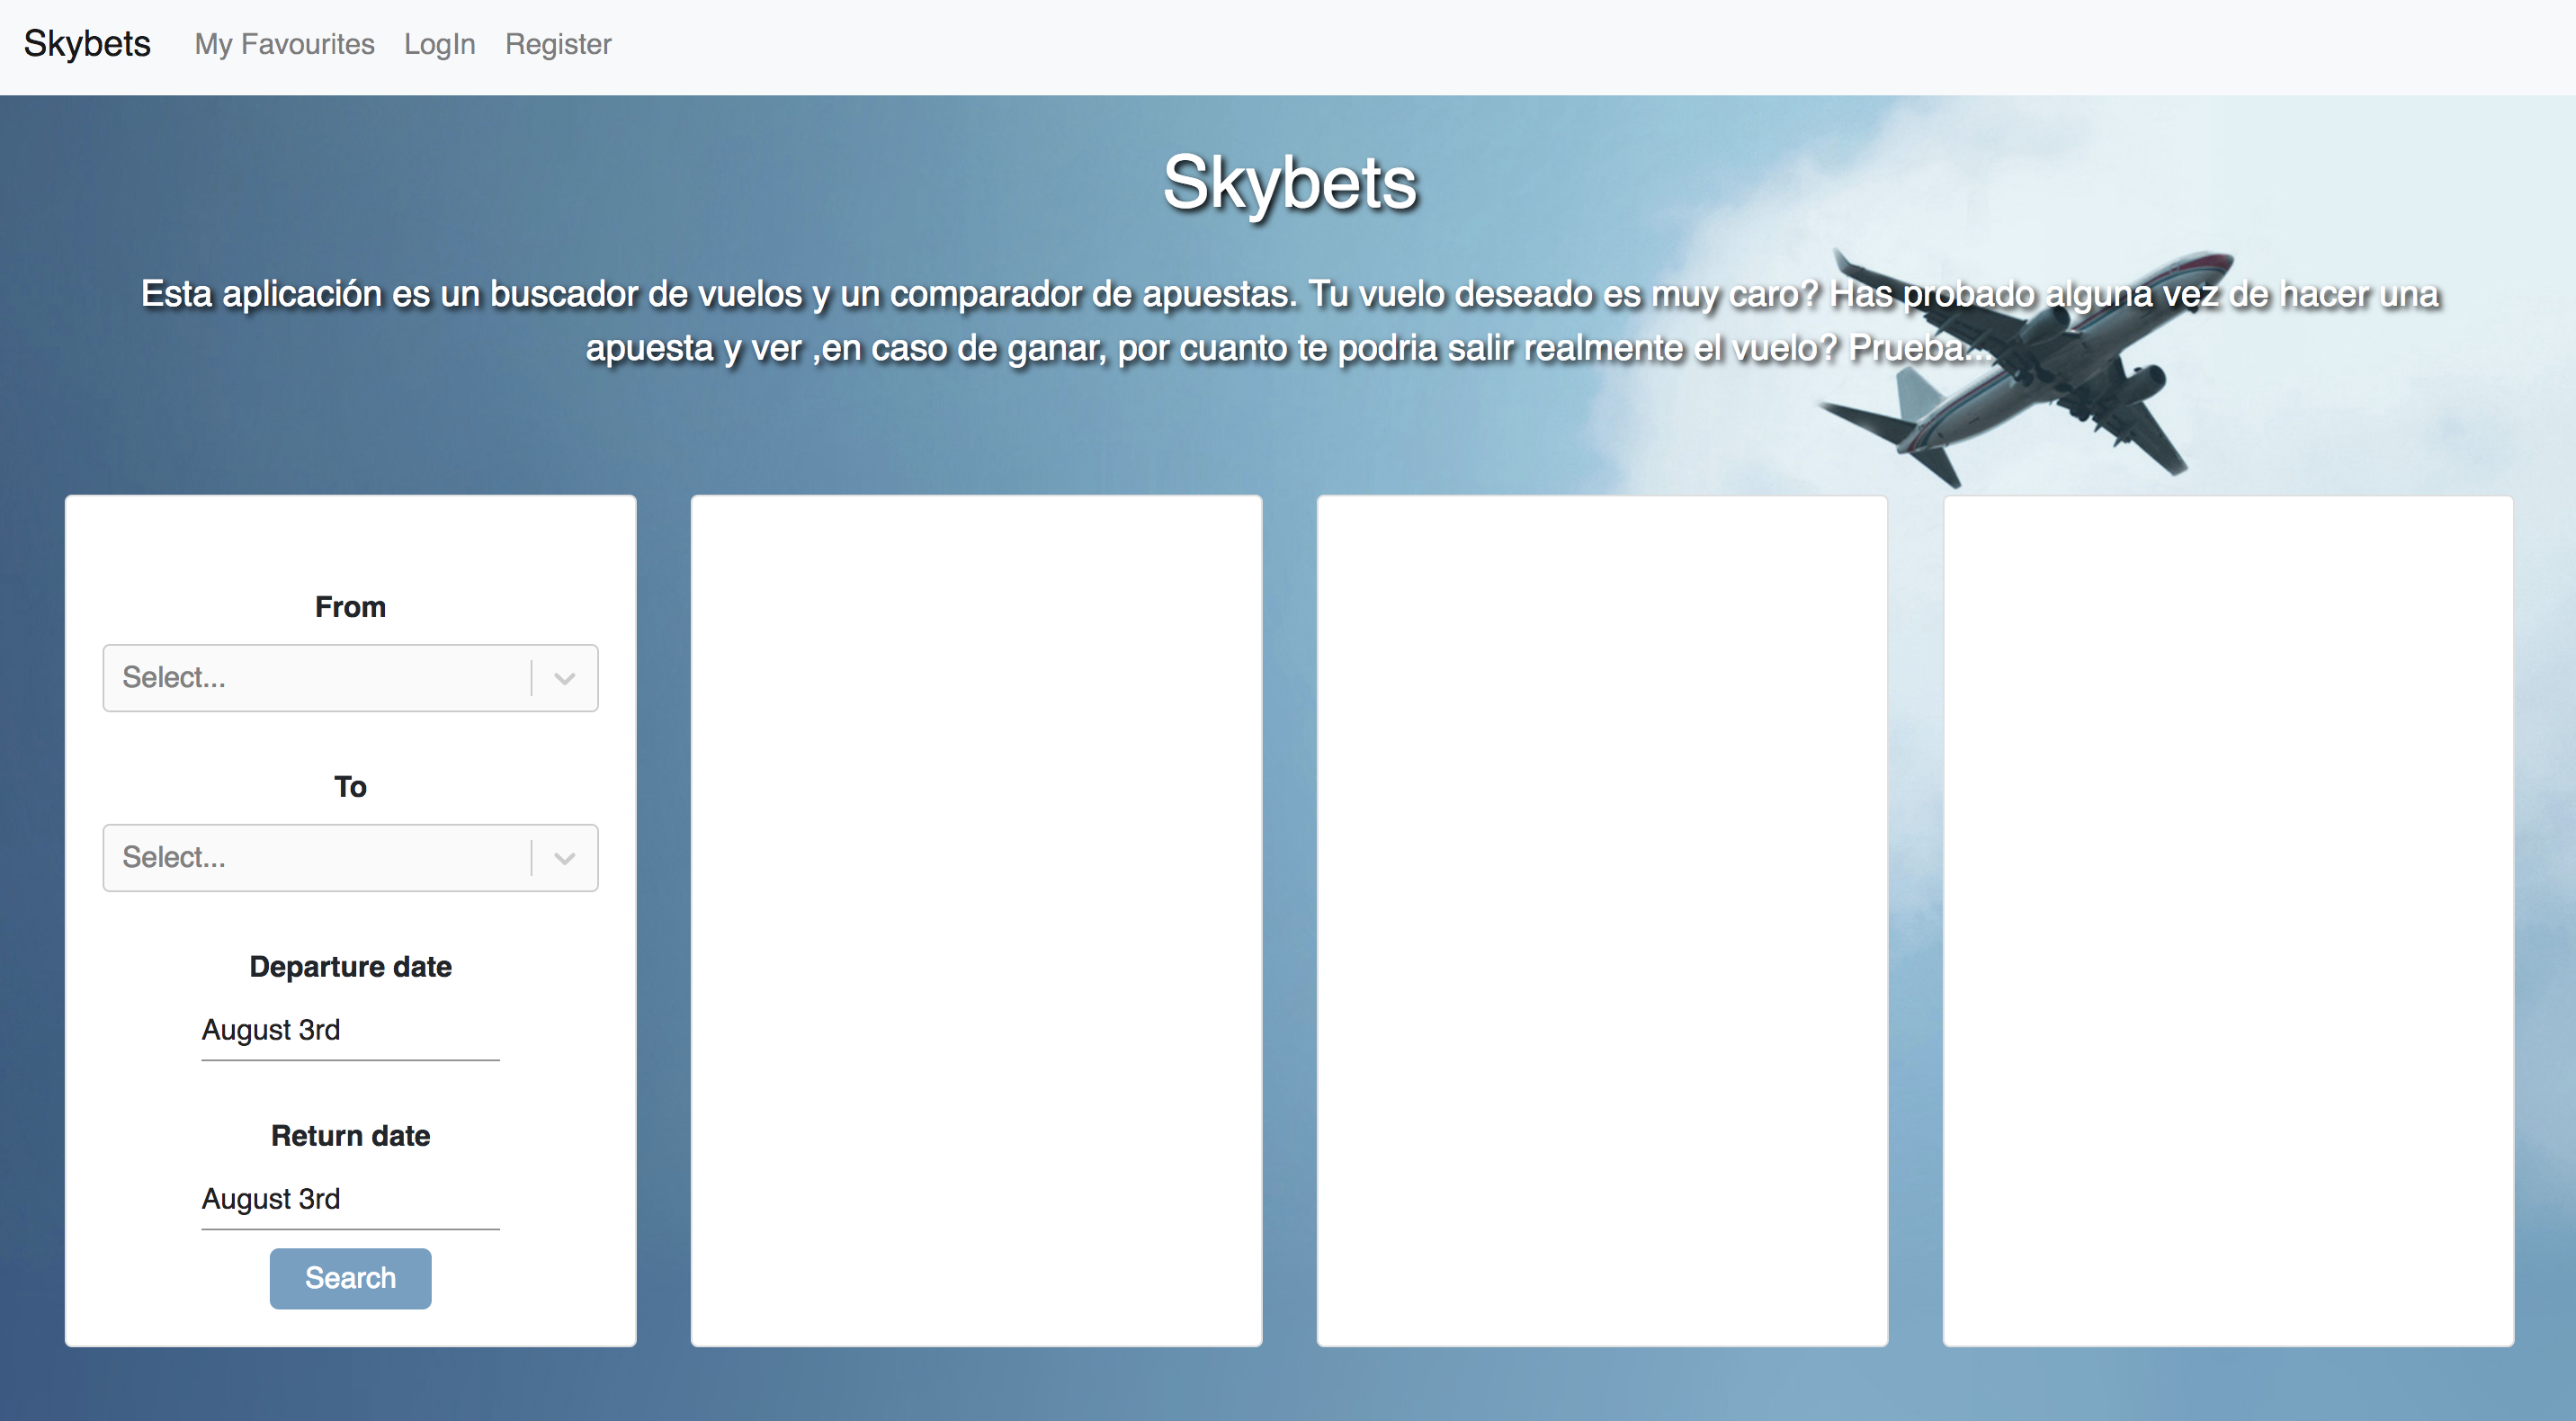 Skybets My Favourites LogIn Register
Skybets
Esta aplicación es un buscador de vuelos y un comparador de apuestas. Tu vuelo deseado es muy caro? Has probado alguna vez de hacer una
apuesta y ver ,en caso de ganar, por cuanto te podria salir realmente el vuelo? Prueba...
From
Select...
To
Select...
Departure date
August 3rd
Return date
August 3rd
Search